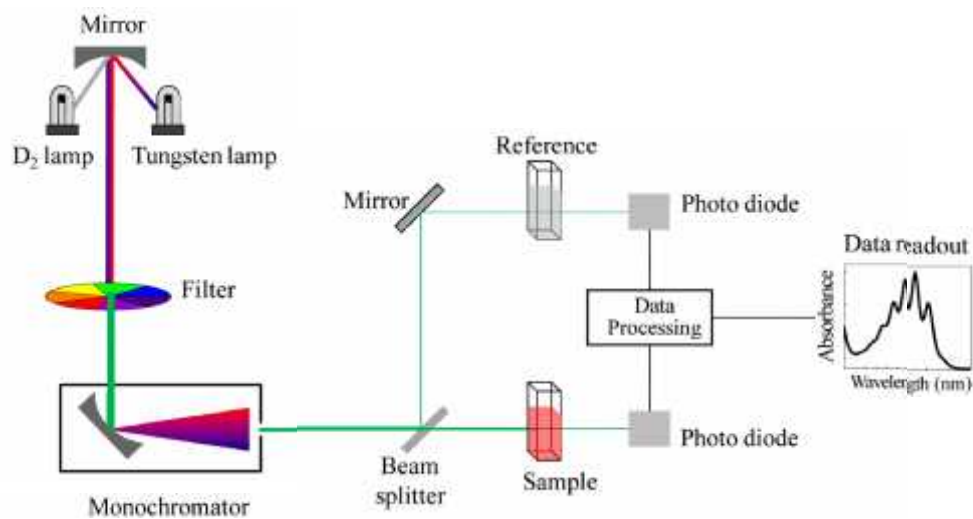 Mirror
D₂ lamp
Tungsten lamp
Filter
Monochromator
Mirror
Beam
splitter
Reference
Sample
Photo diode
Data
Processing
Photo diode
Data readout
Absorbance
Wavelength (nm)